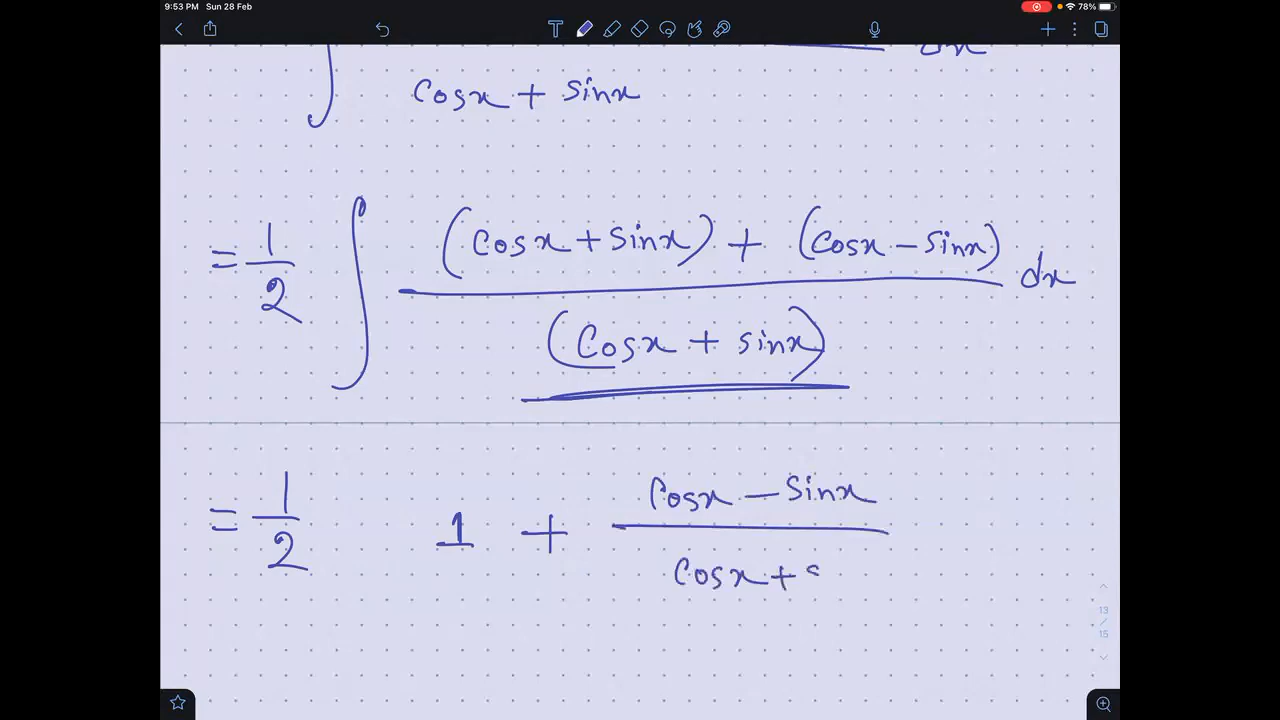 9:53 PM Sun 28 Feb 78%
∫ dx
cosx + sinx
= 1/2 ∫ (cosx + sinx) + (cosx - sinx) / (cosx + sinx) dx
= 1/2 1 + cosx - sinx / cosx + s
13
/
15